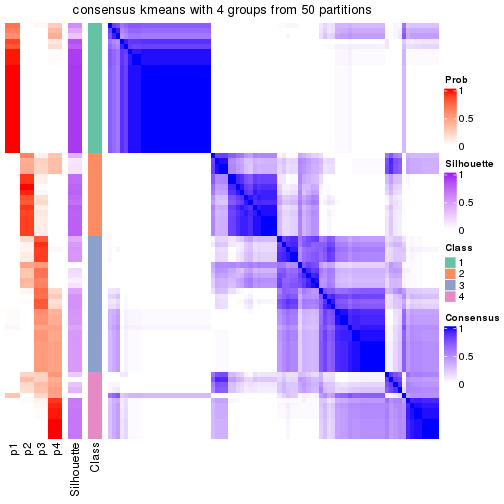 consensus kmeans with 4 groups from 50 partitions
Prob
1
0.5
0
Silhouette
1
0.5
0
Class
1
2
3
4
Consensus
1
0.5
0
p1
p2
p3
p4
Silhouette
Class